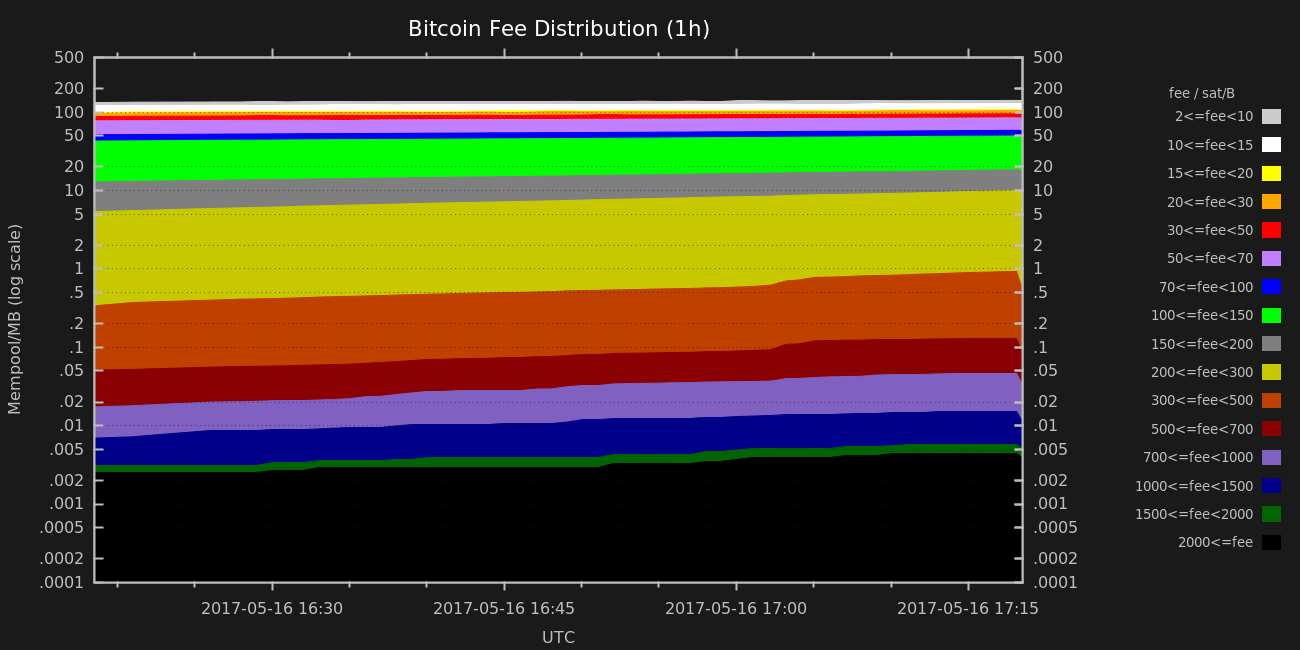 Bitcoin Fee Distribution (1h)
500
200
100
50
20
10
5
2
1
.5
.2
.1
.05
.02
.01
.005
.002
.001
.0005
.0002
.0001
Mempool/MB (log scale)
500
200
100
50
20
10
5
2
1
.5
.2
.1
.05
.02
.01
.005
.002
.001
.0005
.0002
.0001
2017-05-16 16:30
2017-05-16 16:45
2017-05-16 17:00
2017-05-16 17:15
UTC
fee / sat/B
2<=fee<10
10<=fee<15
15<=fee<20
20<=fee<30
30<=fee<50
50<=fee<70
70<=fee<100
100<=fee<150
150<=fee<200
200<=fee<300
300<=fee<500
500<=fee<700
700<=fee<1000
1000<=fee<1500
1500<=fee<2000
2000<=fee